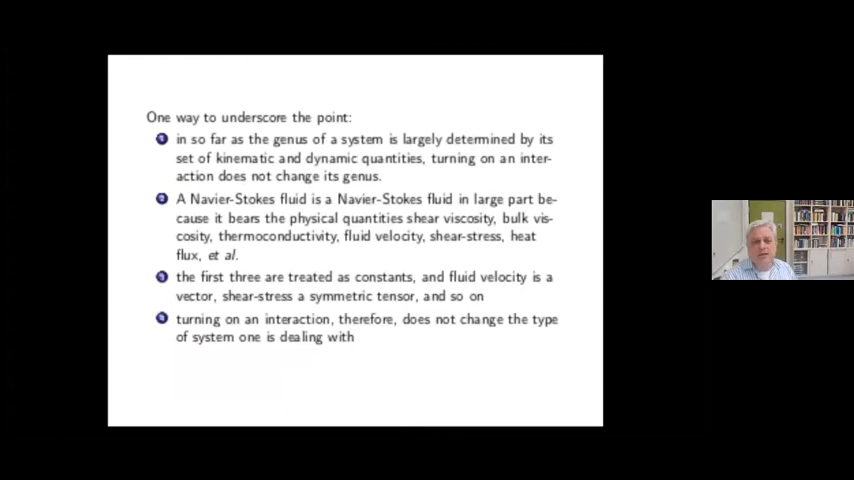 One way to underscore the point:
1 in so far as the genus of a system is largely determined by its
set of kinematic and dynamic quantities, turning on an inter-
action does not change its genus.
2 A Navier-Stokes fluid is a Navier-Stokes fluid in large part be-
cause it bears the physical quantities shear viscosity, bulk vis-
cosity, thermoconductivity, fluid velocity, shear-stress, heat
flux, et al.
3 the first three are treated as constants, and fluid velocity is a
vector, shear-stress a symmetric tensor, and so on
4 turning on an interaction, therefore, does not change the type
of system one is dealing with